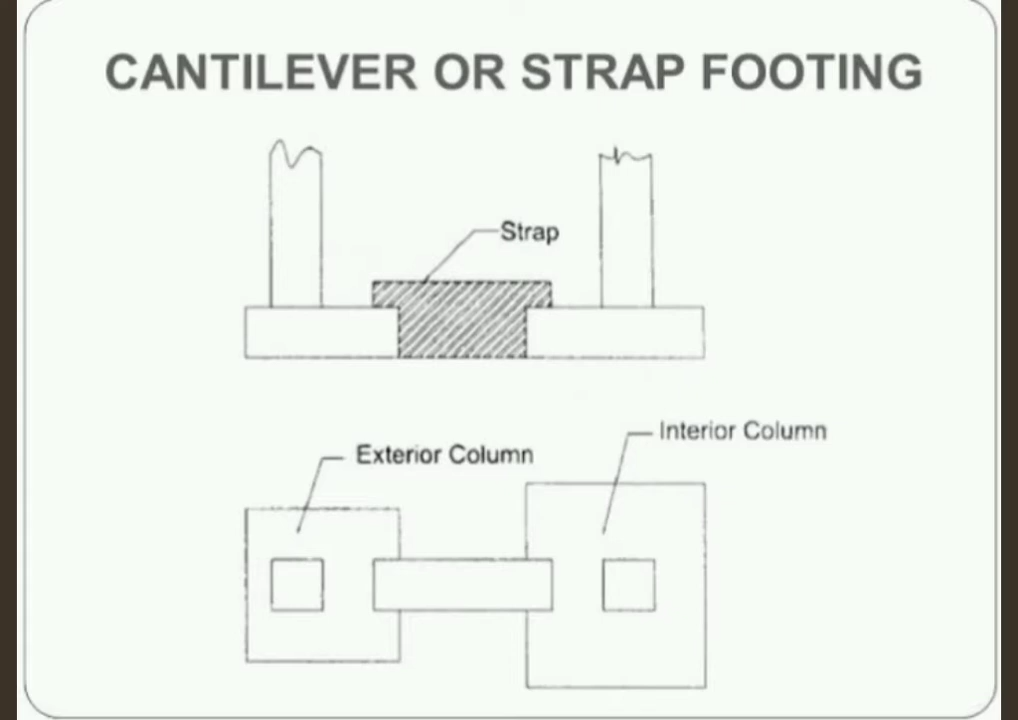 CANTILEVER OR STRAP FOOTING
Strap
Interior Column
Exterior Column